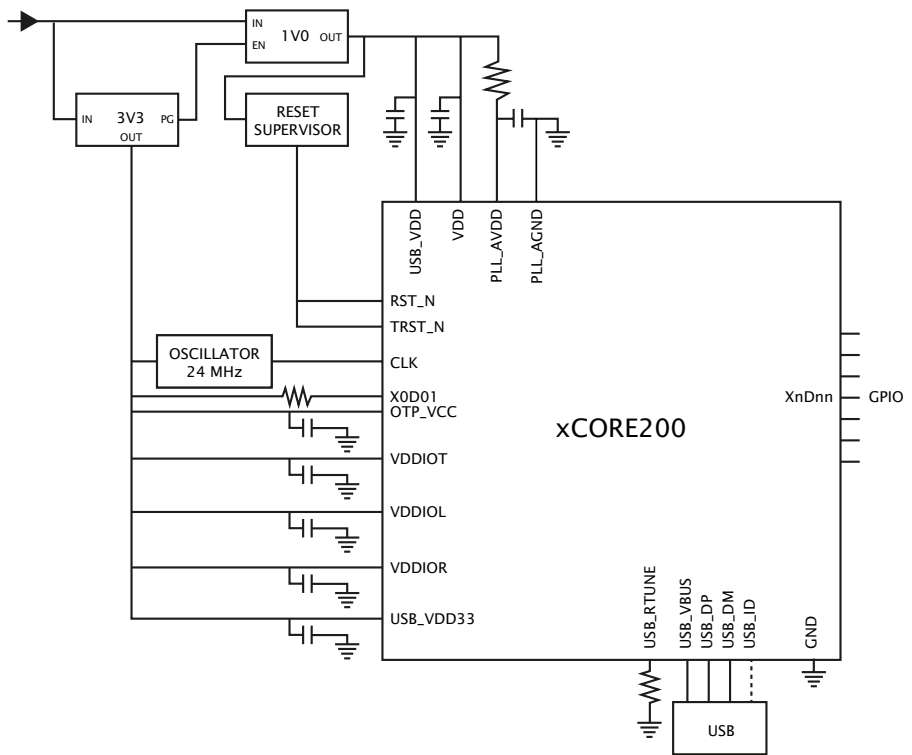 IN
1V0 OUT
EN
IN 3V3 PG
OUT
RESET
SUPERVISOR
USB_VDD
VDD
PLL_AVDD
PLL_AGND
RST_N
TRST_N
OSCILLATOR
24 MHz
CLK
X0D01
OTP_VCC
VDDIOT
VDDIOL
VDDIOR
USB_VDD33
xCORE200
XnDnn GPIO
USB_RTUNE
USB_VBUS
USB_DP
USB_DM
USB_ID
GND
USB